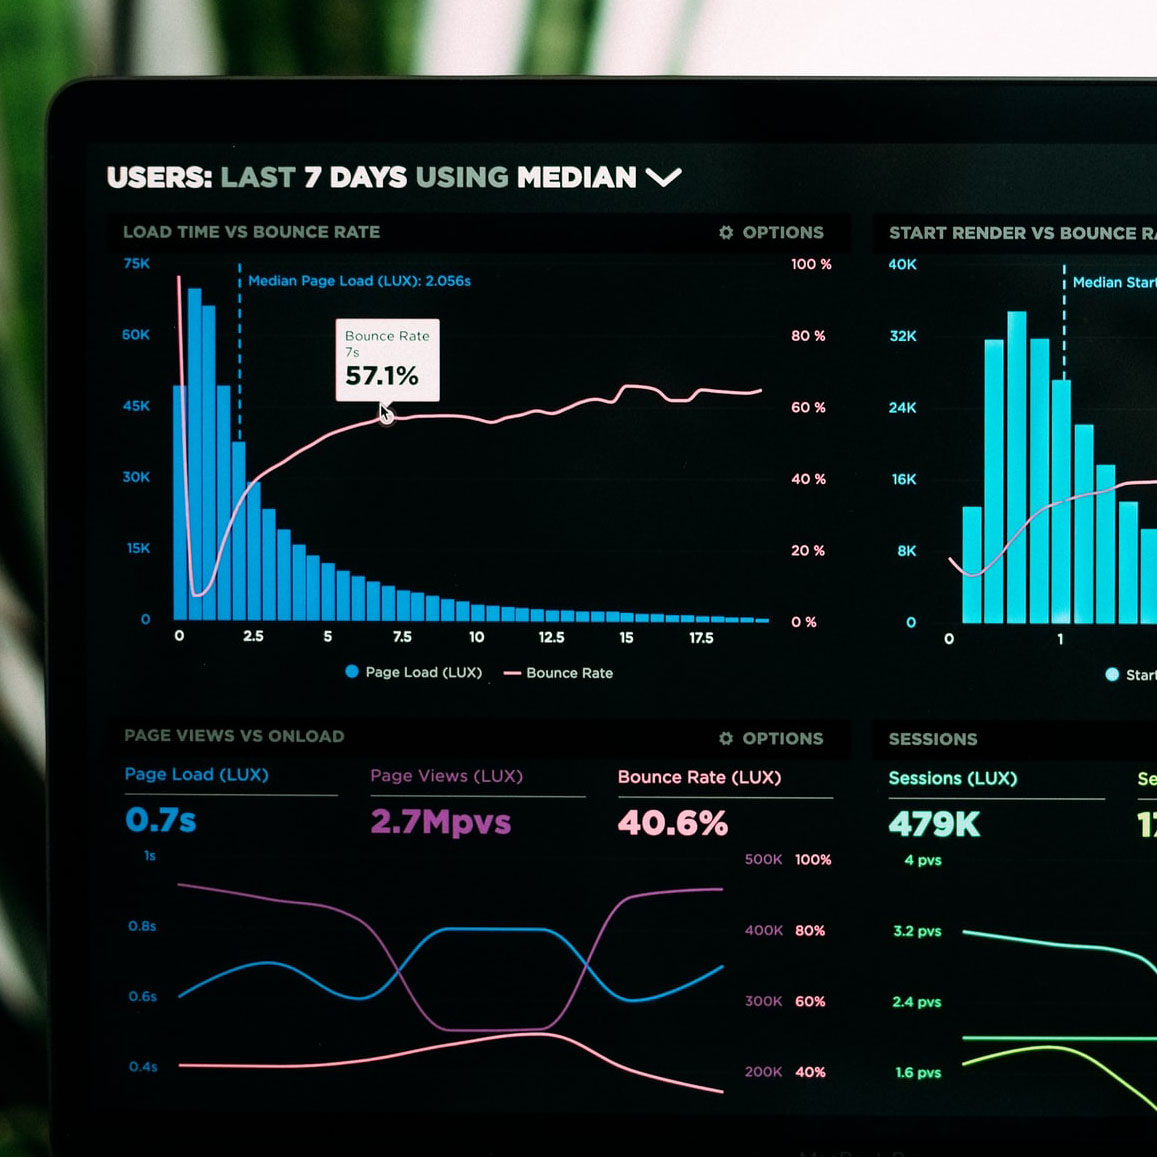 USERS: LAST 7 DAYS USING MEDIAN
LOAD TIME VS BOUNCE RATE
OPTIONS
75K
60K
45K
30K
15K
0
Median Page Load (LUX): 2.056s
Bounce Rate
7s
57.1%
100 %
80 %
60 %
40 %
20 %
0 %
0 2.5 5 7.5 10 12.5 15 17.5
Page Load (LUX) Bounce Rate
START RENDER VS BOUNCE RA
40K
32K
24K
16K
8K
0
Median Start
0 1
Start
PAGE VIEWS VS ONLOAD
OPTIONS
Page Load (LUX)
0.7s
Page Views (LUX)
2.7Mpvs
Bounce Rate (LUX)
40.6%
1s
0.8s
0.6s
0.4s
500K 100%
400K 80%
300K 60%
200K 40%
SESSIONS
Sessions (LUX)
479K
Se
17
4 pvs
3.2 pvs
2.4 pvs
1.6 pvs